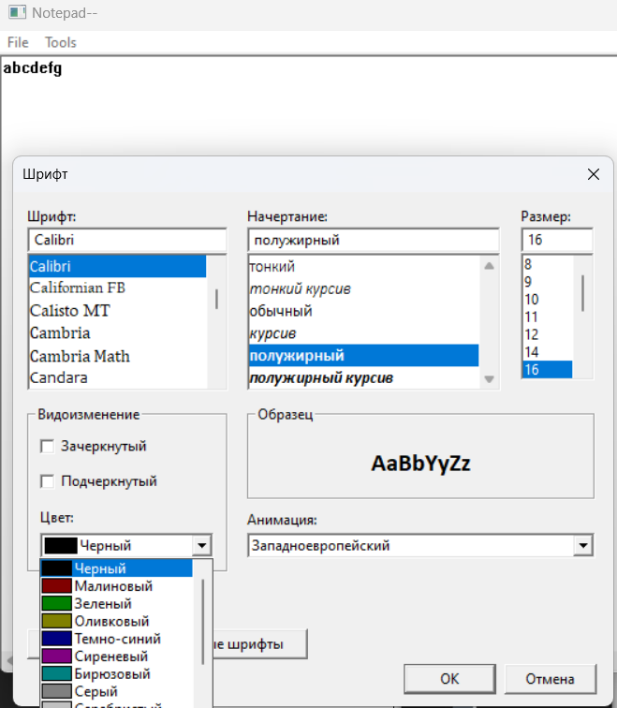 Notepad--
File Tools
abcdefg
Шрифт
Шрифт: Начертание: Размер:
Calibri полужирный 16
Calibri тонкий 8
Californian FB тонкий курсив 9
Calisto MT обычный 10
Cambria курсив 11
Cambria Math полужирный 12
Candara полужирный курсив 14
16
Видоизменение Образец
Зачеркнутый
AaBbYyZz
Подчеркнутый
Цвет: Анимация:
Черный Западноевропейский
Черный
Малиновый
Зеленый
Оливковый
Темно-синий
Сиреневый шрифты
Бирюзовый
Серый OK Отмена